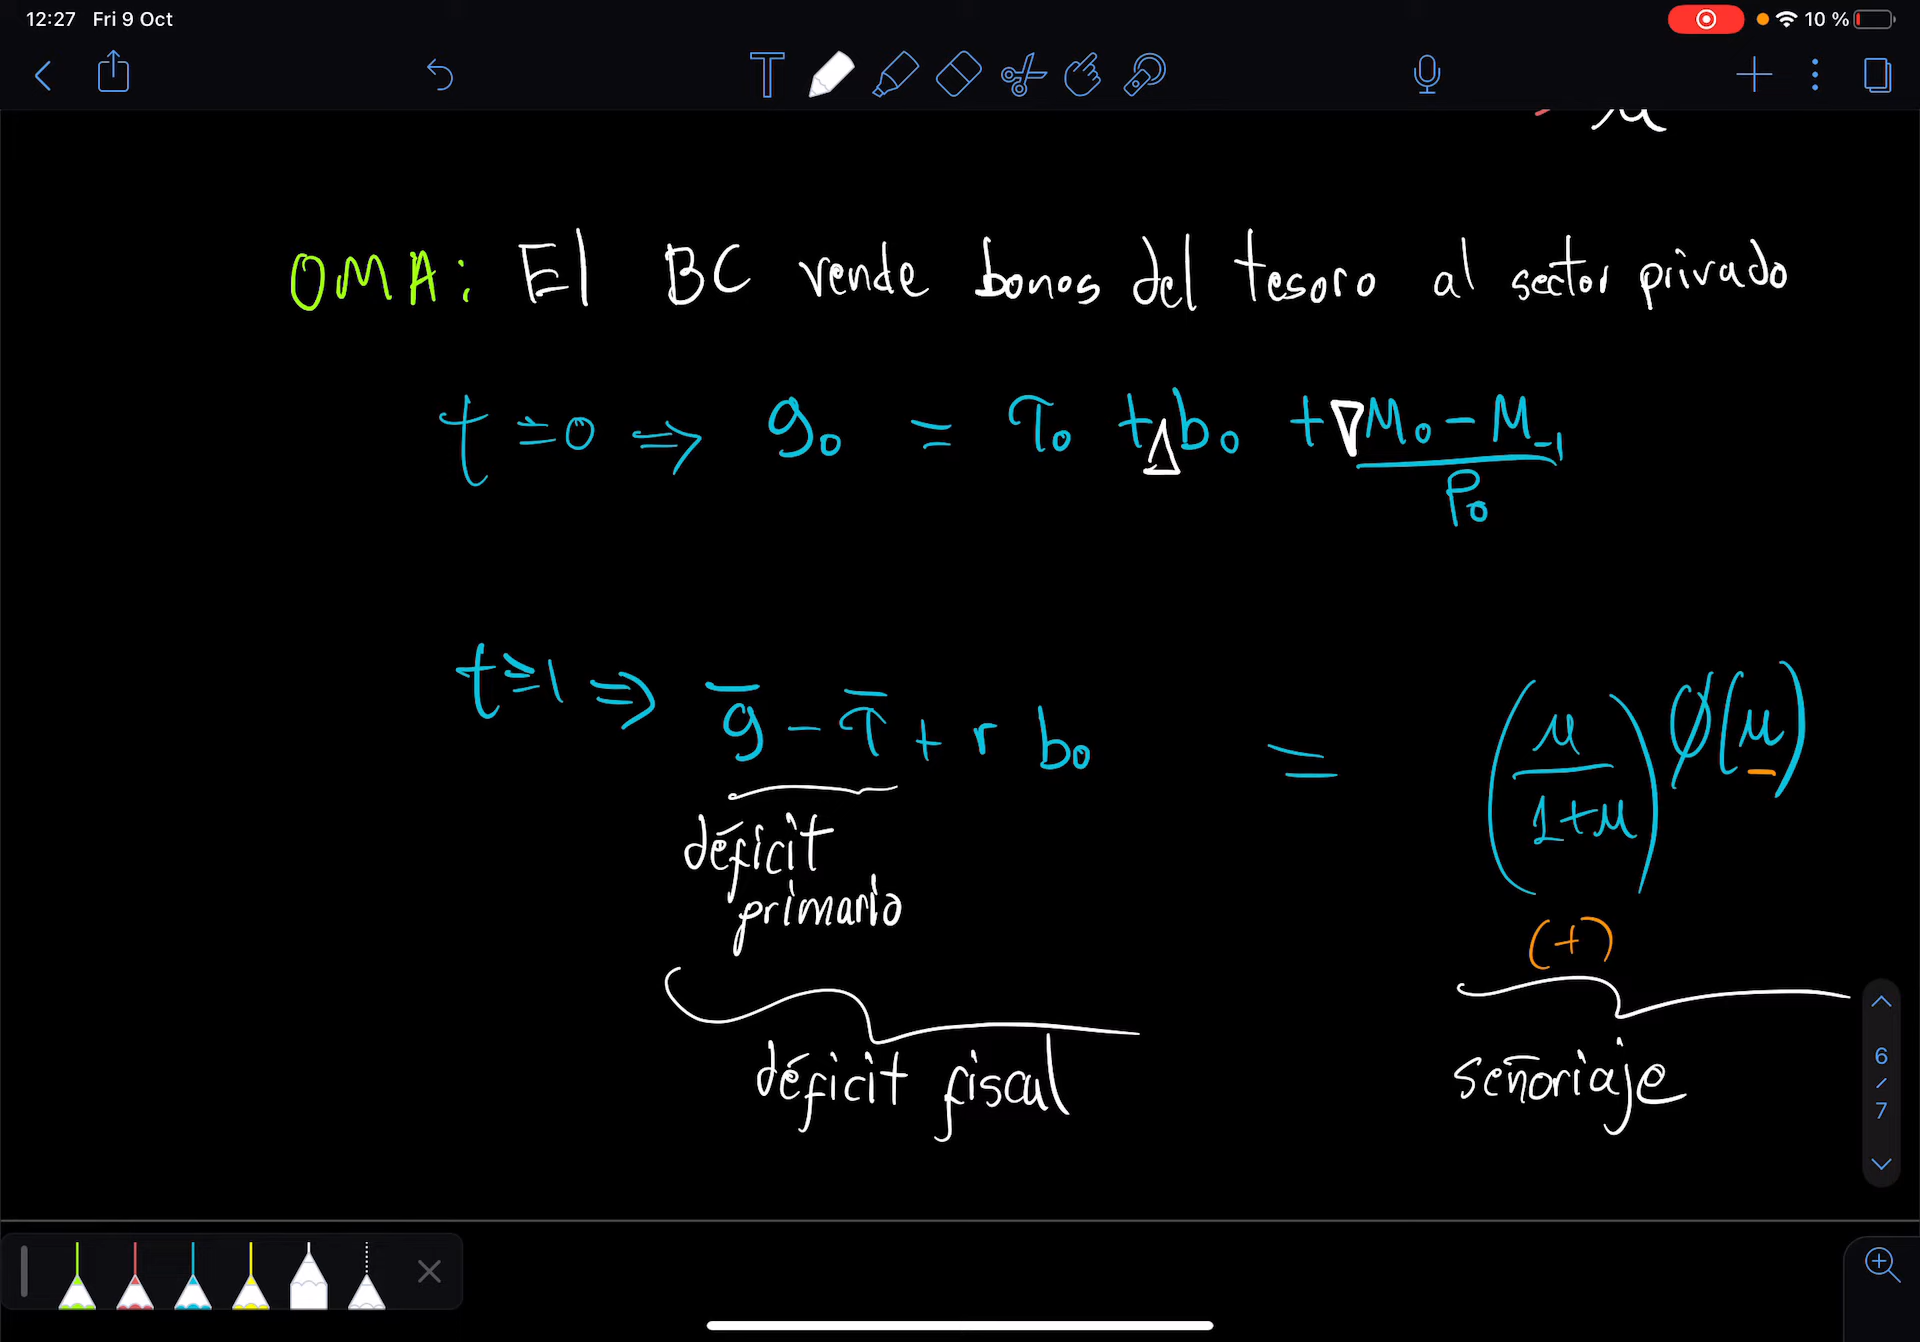 12:27 Fri 9 Oct 10 %
μ
OMA: El BC vende bonos del tesoro al sector privado
t=0 ⇒ g₀ = τ₀ + Δb₀ + ∇M₀ - M₋₁
P₀
t≥1 ⇒ g̅ - τ̅ + r b₀ = (μ / 1+μ) ø(μ)
déficit
primario
(+)
déficit fiscal señoriaje
6
/
7